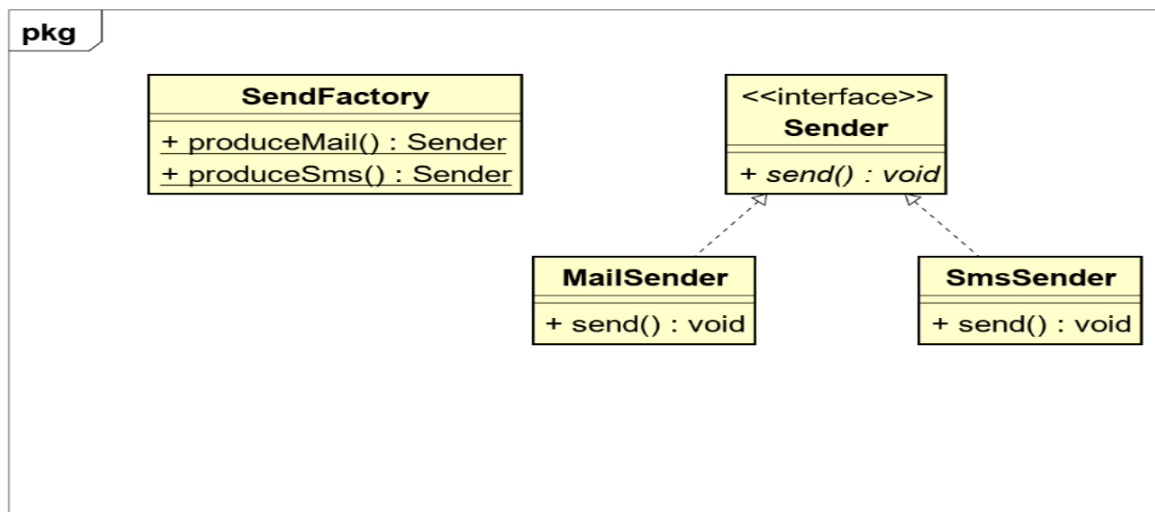 pkg
SendFactory
+ produceMail() : Sender
+ produceSms() : Sender
<<interface>>
Sender
+ send() : void
MailSender
+ send() : void
SmsSender
+ send() : void